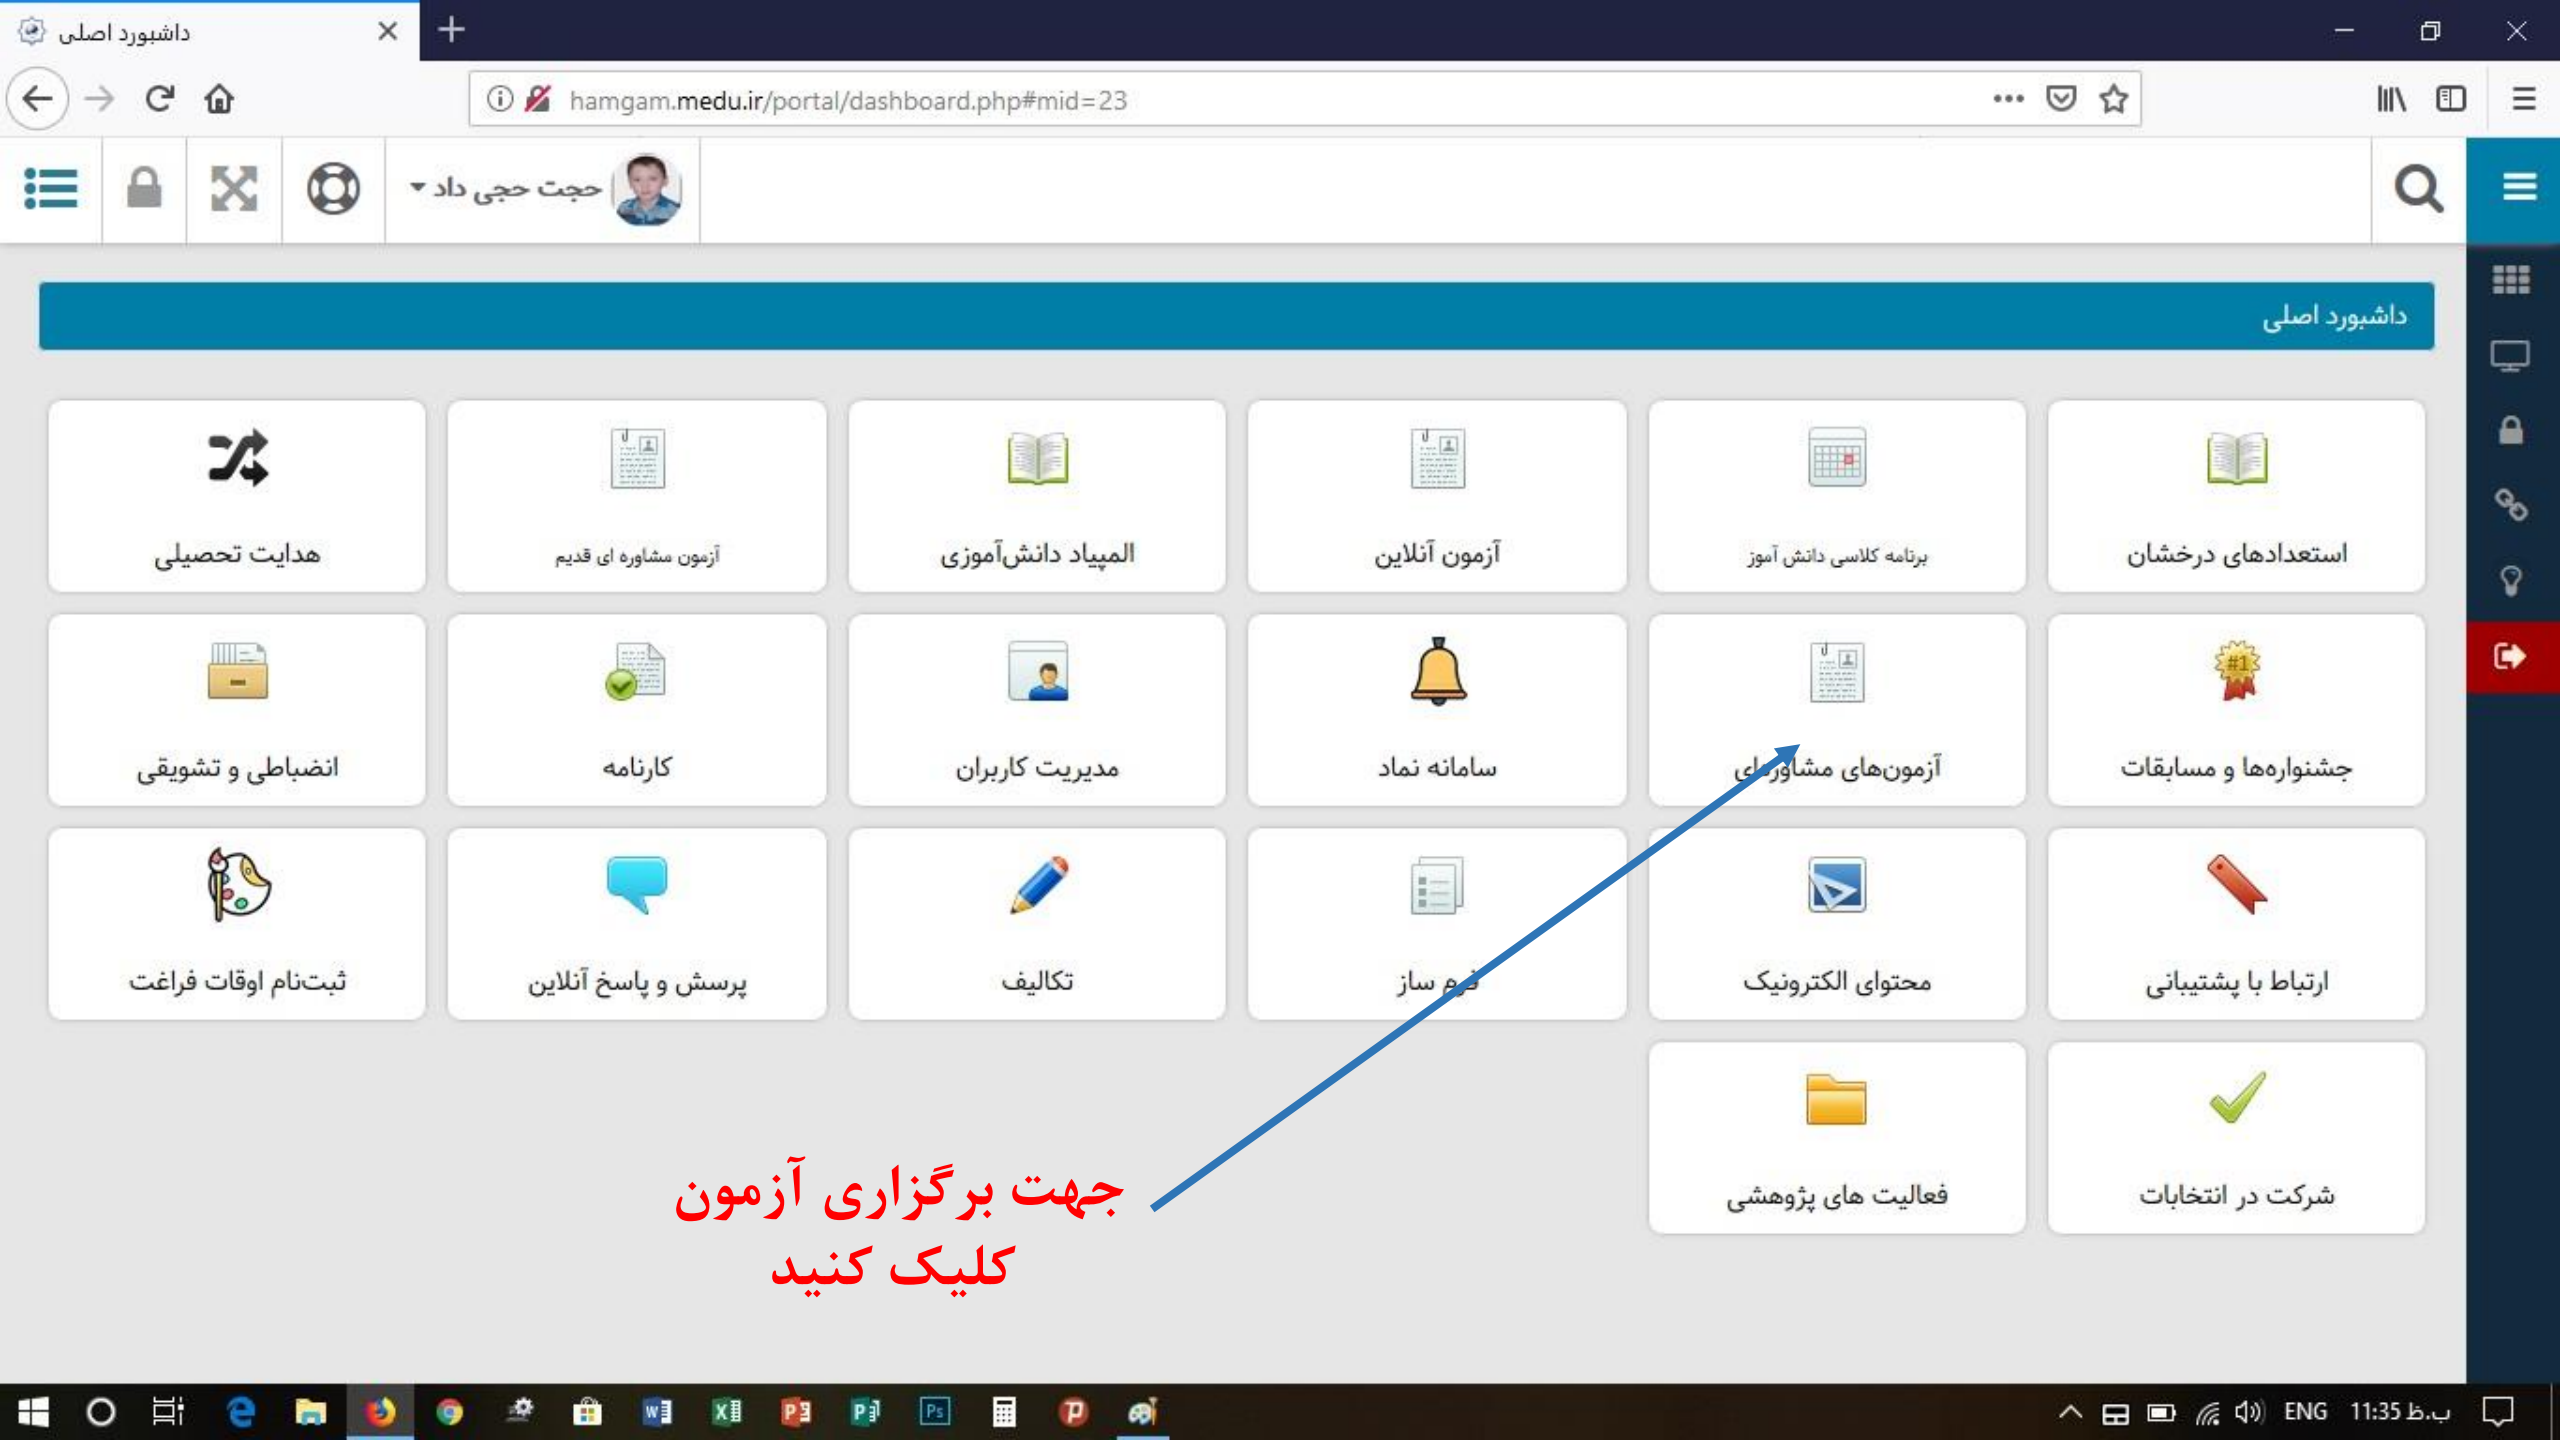 داشبورد اصلی
hamgam.medu.ir/portal/dashboard.php#mid=23
حجت حجی داد
داشبورد اصلی
استعدادهای درخشان
برنامه کلاسی دانش آموز
آزمون آنلاین
المپیاد دانش‌آموزی
آزمون مشاوره ای قدیم
هدایت تحصیلی
#1
جشنواره‌ها و مسابقات
آزمون‌های مشاوره‌ای
سامانه نماد
مدیریت کاربران
کارنامه
انضباطی و تشویقی
ارتباط با پشتیبانی
محتوای الکترونیک
فرم ساز
تکالیف
پرسش و پاسخ آنلاین
ثبت‌نام اوقات فراغت
شرکت در انتخابات
فعالیت های پژوهشی
جهت برگزاری آزمون
کلیک کنید
ENG 11:35 ب.ظ